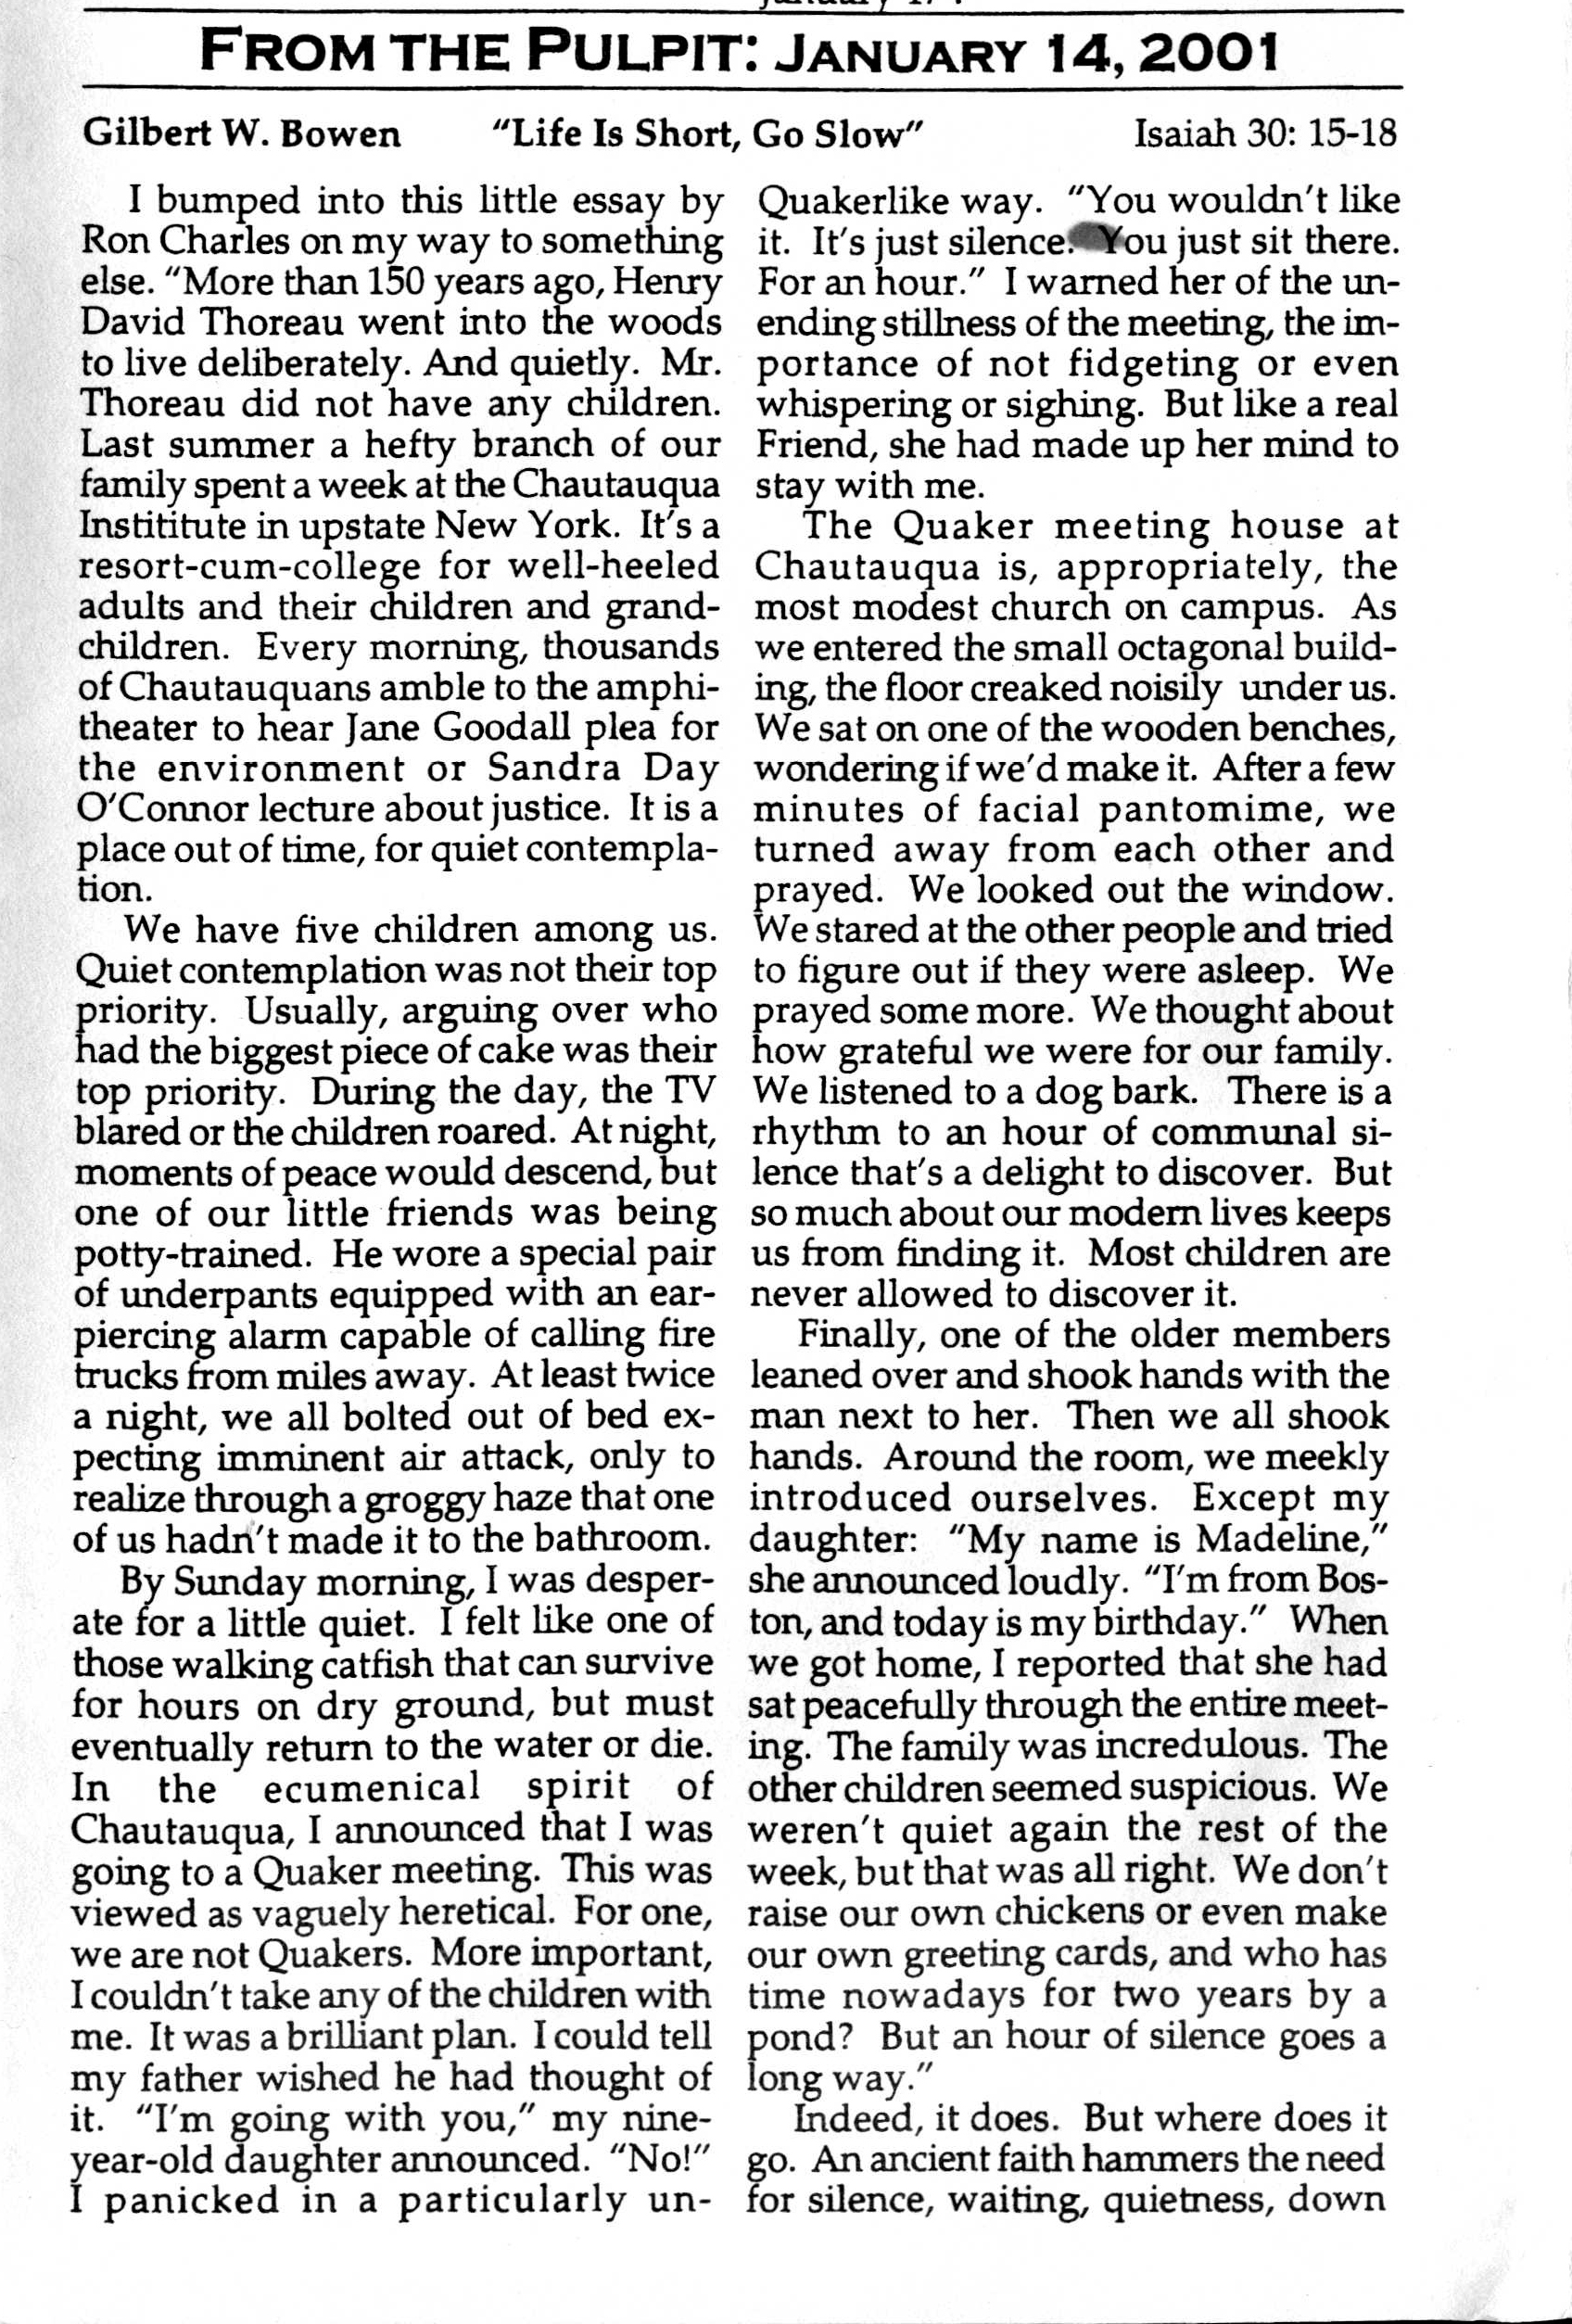 FROM THE PULPIT: JANUARY 14, 2001
Gilbert W. Bowen "Life Is Short, Go Slow" Isaiah 30: 15-18
I bumped into this little essay by
Ron Charles on my way to something
else. "More than 150 years ago, Henry
David Thoreau went into the woods
to live deliberately. And quietly. Mr.
Thoreau did not have any children.
Last summer a hefty branch of our
family spent a week at the Chautauqua
Instititute in upstate New York. It's a
resort-cum-college for well-heeled
adults and their children and grand-
children. Every morning, thousands
of Chautauquans amble to the amphi-
theater to hear Jane Goodall plea for
the environment or Sandra Day
O'Connor lecture about justice. It is a
place out of time, for quiet contempla-
tion.
We have five children among us.
Quiet contemplation was not their top
priority. Usually, arguing over who
had the biggest piece of cake was their
top priority. During the day, the TV
blared or the children roared. At night,
moments of peace would descend, but
one of our little friends was being
potty-trained. He wore a special pair
of underpants equipped with an ear-
piercing alarm capable of calling fire
trucks from miles away. At least twice
a night, we all bolted out of bed ex-
pecting imminent air attack, only to
realize through a groggy haze that one
of us hadn't made it to the bathroom.
By Sunday morning, I was desper-
ate for a little quiet. I felt like one of
those walking catfish that can survive
for hours on dry ground, but must
eventually return to the water or die.
In the ecumenical spirit of
Chautauqua, I announced that I was
going to a Quaker meeting. This was
viewed as vaguely heretical. For one,
we are not Quakers. More important,
I couldn't take any of the children with
me. It was a brilliant plan. I could tell
my father wished he had thought of
it. "I'm going with you," my nine-
year-old daughter announced. "No!"
I panicked in a particularly un-
Quakerlike way. "You wouldn't like
it. It's just silence. You just sit there.
For an hour." I warned her of the un-
ending stillness of the meeting, the im-
portance of not fidgeting or even
whispering or sighing. But like a real
Friend, she had made up her mind to
stay with me.
The Quaker meeting house at
Chautauqua is, appropriately, the
most modest church on campus. As
we entered the small octagonal build-
ing, the floor creaked noisily under us.
We sat on one of the wooden benches,
wondering if we'd make it. After a few
minutes of facial pantomime, we
turned away from each other and
prayed. We looked out the window.
We stared at the other people and tried
to figure out if they were asleep. We
prayed some more. We thought about
how grateful we were for our family.
We listened to a dog bark. There is a
rhythm to an hour of communal si-
lence that's a delight to discover. But
so much about our modern lives keeps
us from finding it. Most children are
never allowed to discover it.
Finally, one of the older members
leaned over and shook hands with the
man next to her. Then we all shook
hands. Around the room, we meekly
introduced ourselves. Except my
daughter: "My name is Madeline,"
she announced loudly. "I'm from Bos-
ton, and today is my birthday." When
we got home, I reported that she had
sat peacefully through the entire meet-
ing. The family was incredulous. The
other children seemed suspicious. We
weren't quiet again the rest of the
week, but that was all right. We don't
raise our own chickens or even make
our own greeting cards, and who has
time nowadays for two years by a
pond? But an hour of silence goes a
long way."
Indeed, it does. But where does it
go. An ancient faith hammers the need
for silence, waiting, quietness, down